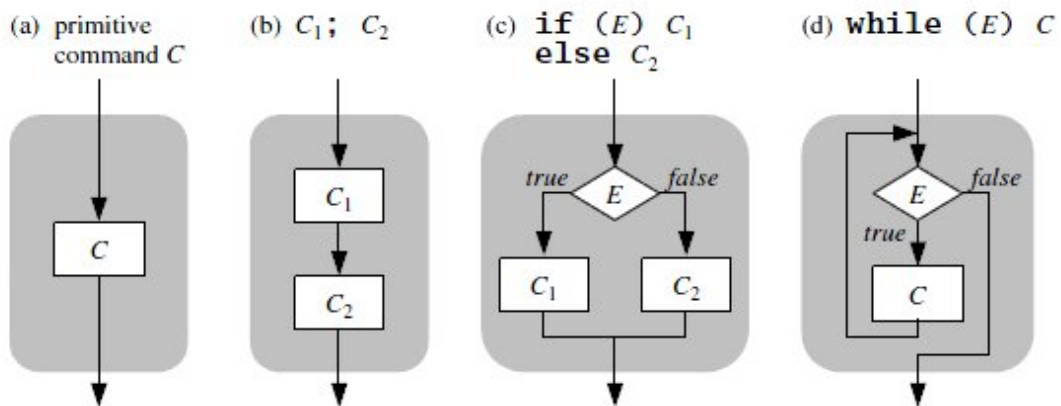 (a) primitive
command C
(b) C₁; C₂
(c) if (E) C₁
else C₂
(d) while (E) C
C
C₁
C₂
true
E
false
C₁
C₂
E
false
true
C